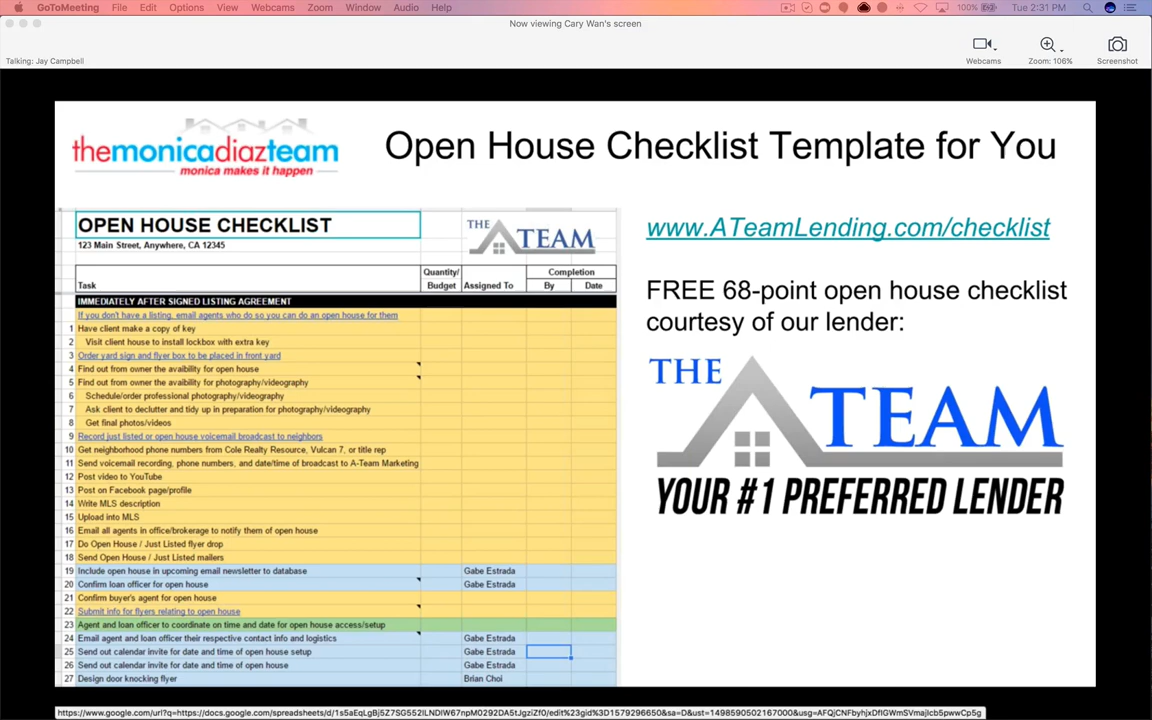 GoToMeeting File Edit Options View Webcams Zoom Window Audio Help 100% Tue 2:31 PM
Now viewing Cary Wan's screen
Talking: Jay Campbell
Webcams Zoom: 106% Screenshot
themonicadiazteam
monica makes it happen
Open House Checklist Template for You
OPEN HOUSE CHECKLIST
123 Main Street, Anywhere, CA 12345
THE A TEAM
Task Quantity/ Budget Assigned To Completion By Date
IMMEDIATELY AFTER SIGNED LISTING AGREEMENT
If you don't have a listing, email agents who do so you can do an open house for them
1 Have client make a copy of key
2 Visit client house to install lockbox with extra key
3 Order yard sign and flyer box to be placed in front yard
4 Find out from owner the avaibility for open house
5 Find out from owner the avaibility for photography/videography
6 Schedule/order professional photography/videography
7 Ask client to declutter and tidy up in preparation for photography/videography
8 Get final photos/videos
9 Record just listed or open house voicemail broadcast to neighbors
10 Get neighborhood phone numbers from Cole Realty Resource, Vulcan 7, or title rep
11 Send voicemail recording, phone numbers, and date/time of broadcast to A-Team Marketing
12 Post video to YouTube
13 Post on Facebook page/profile
14 Write MLS description
15 Upload into MLS
16 Email all agents in office/brokerage to notify them of open house
17 Do Open House / Just Listed flyer drop
18 Send Open House / Just Listed mailers
19 Include open house in upcoming email newsletter to database Gabe Estrada
20 Confirm loan officer for open house Gabe Estrada
21 Confirm buyer's agent for open house
22 Submit info for flyers relating to open house
23 Agent and loan officer to coordinate on time and date for open house access/setup
24 Email agent and loan officer their respective contact info and logistics Gabe Estrada
25 Send out calendar invite for date and time of open house setup Gabe Estrada
26 Send out calendar invite for date and time of open house Gabe Estrada
27 Design door knocking flyer Brian Choi
www.ATeamLending.com/checklist
FREE 68-point open house checklist
courtesy of our lender:
THE A TEAM
YOUR #1 PREFERRED LENDER